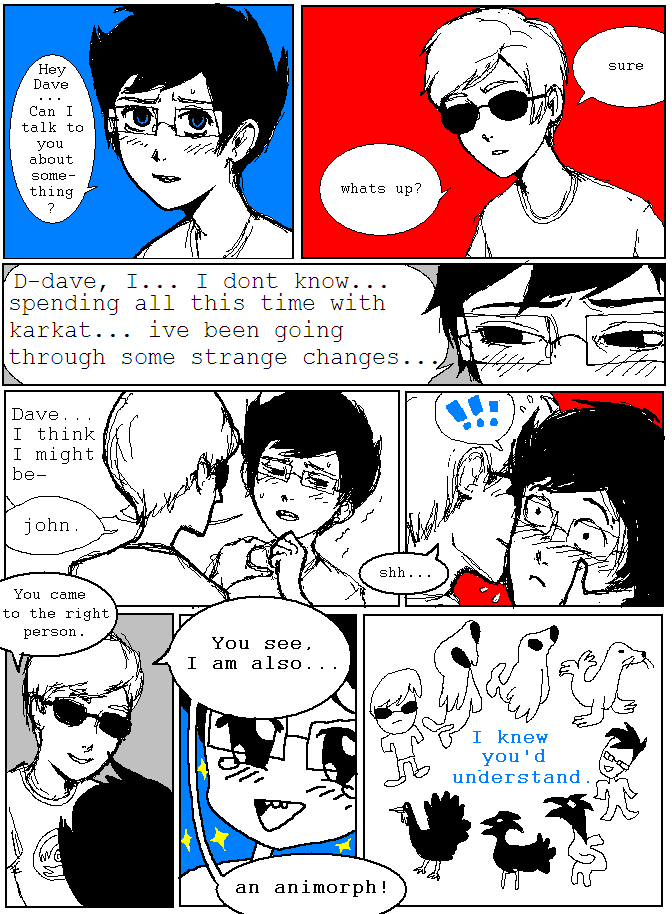 Hey
Dave
...
Can I
talk to
you
about
some-
thing
?
sure
whats up?
D-dave, I... I dont know...
spending all this time with
karkat... ive been going
through some strange changes...
Dave...
I think
I might
be-
john.
!!!
shh...
You came
to the right
person.
You see,
I am also...
an animorph!
I knew
you'd
understand.